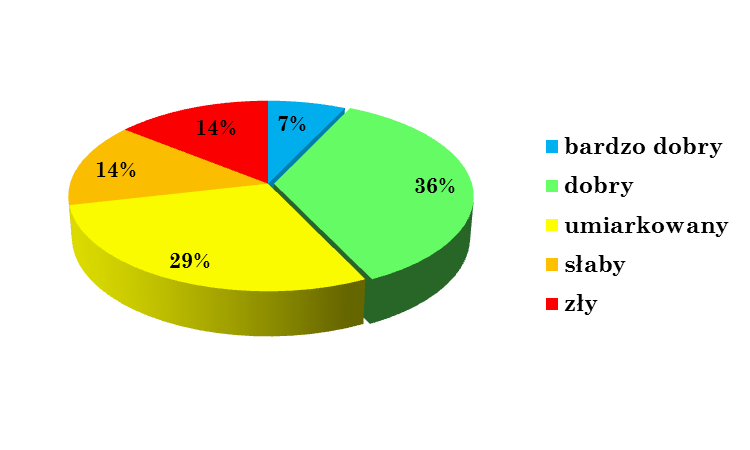 7%
14%
36%
14%
29%
bardzo dobry
dobry
umiarkowany
słaby
zły